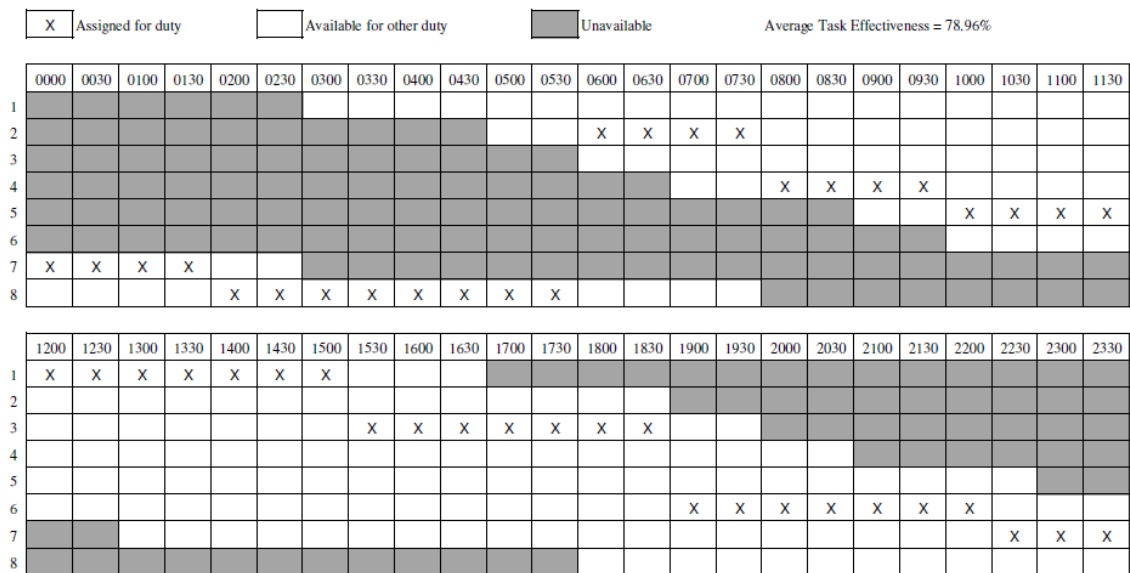 X Assigned for duty Available for other duty Unavailable Average Task Effectiveness = 78.96%
0000 0030 0100 0130 0200 0230 0300 0330 0400 0430 0500 0530 0600 0630 0700 0730 0800 0830 0900 0930 1000 1030 1100 1130
1
2 X X X X
3
4 X X X X
5 X X X X
6
7 X X X X
8 X X X X X X X X
1200 1230 1300 1330 1400 1430 1500 1530 1600 1630 1700 1730 1800 1830 1900 1930 2000 2030 2100 2130 2200 2230 2300 2330
1 X X X X X X X
2
3 X X X X X X X
4
5
6 X X X X X X X
7 X X X
8